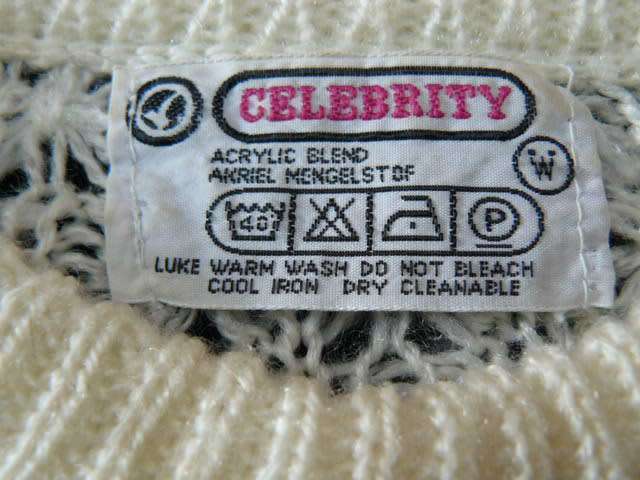 CELEBRITY
ACRYLIC BLEND
AKRIEL MENGELSTOF
W
40 A P
LUKE WARM WASH DO NOT BLEACH
COOL IRON DRY CLEANABLE